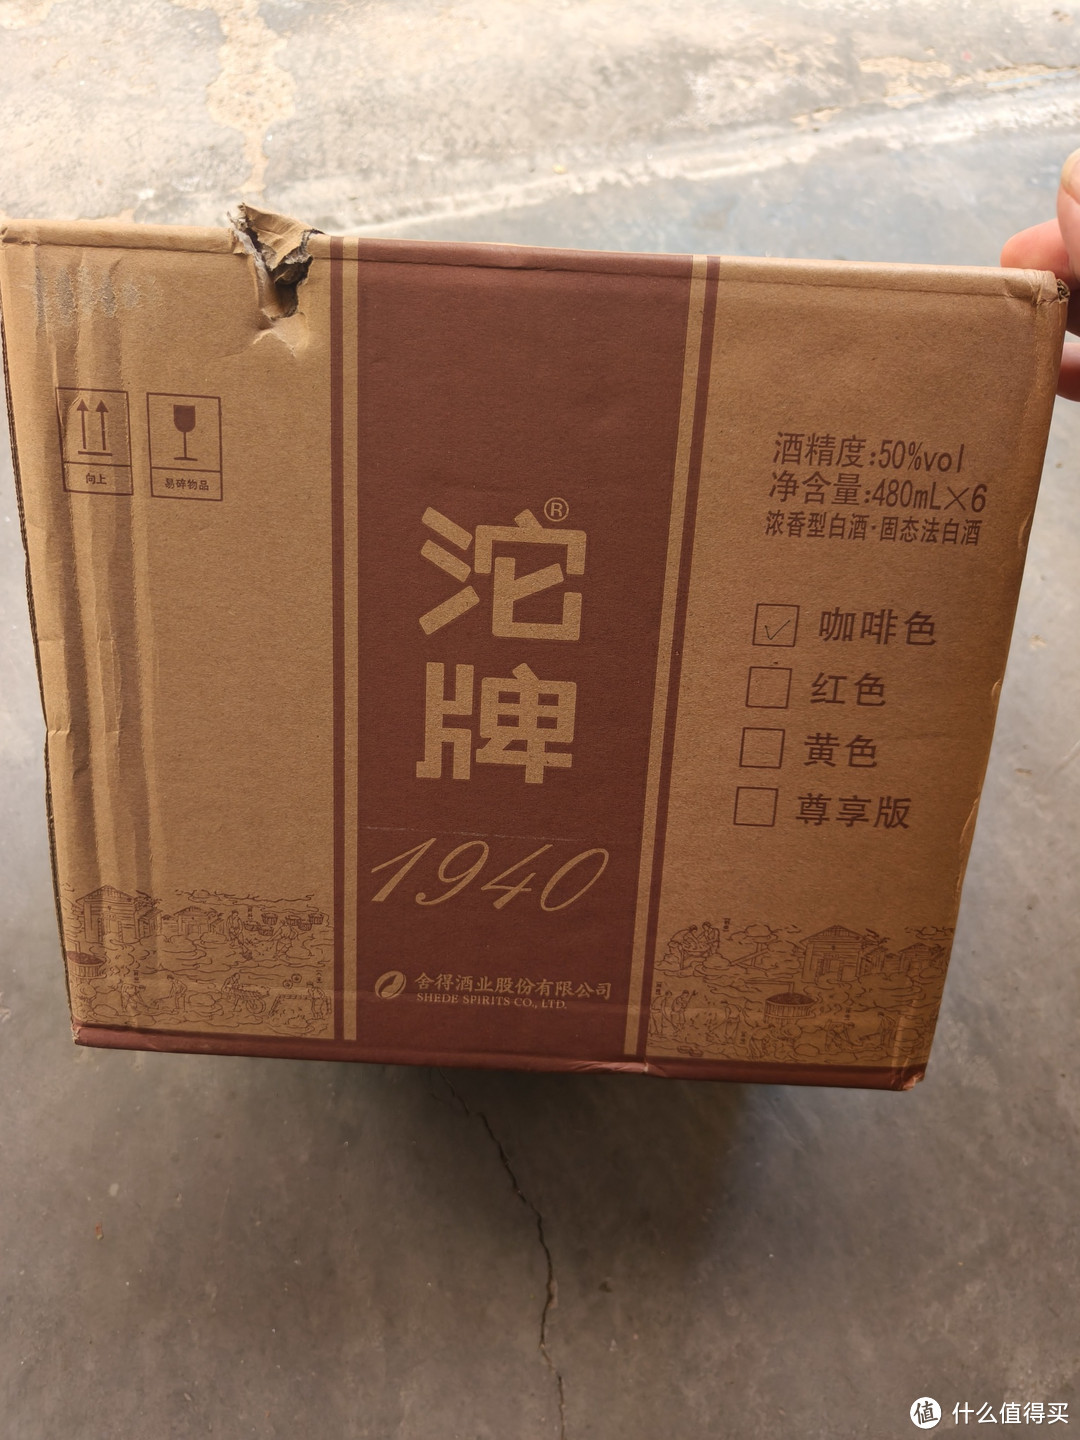 向上
易碎物品
沱牌®
1940
舍得酒业股份有限公司
SHEDE SPIRITS CO., LTD.
酒精度:50%vol
净含量:480mL×6
浓香型白酒·固态法白酒
咖啡色
红色
黄色
尊享版
值 什么值得买